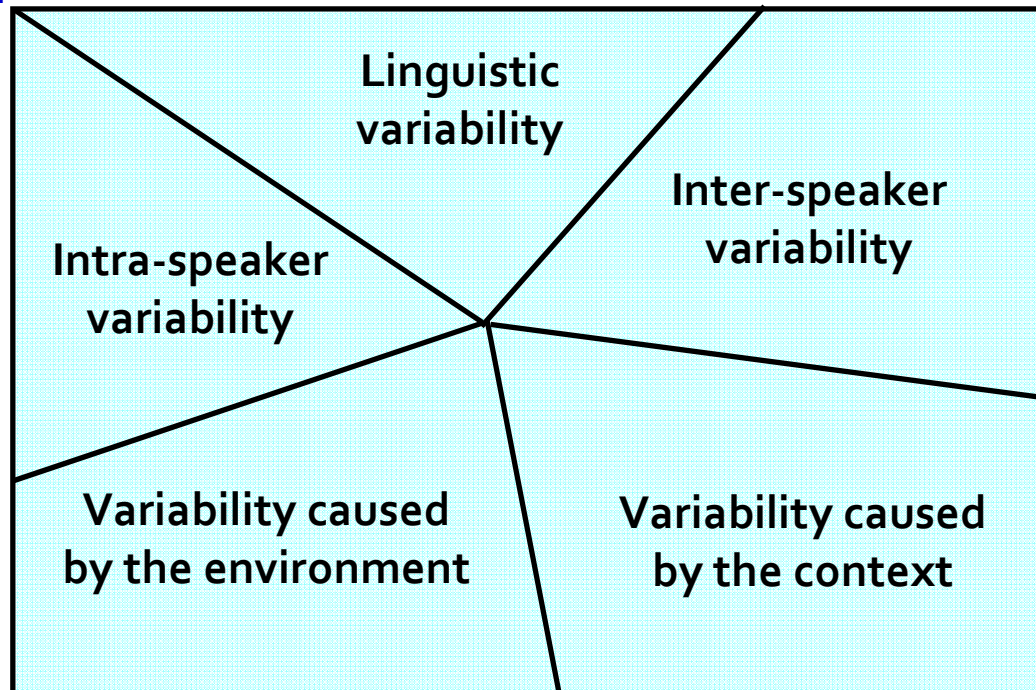 Linguistic
variability
Inter-speaker
variability
Intra-speaker
variability
Variability caused
by the environment
Variability caused
by the context